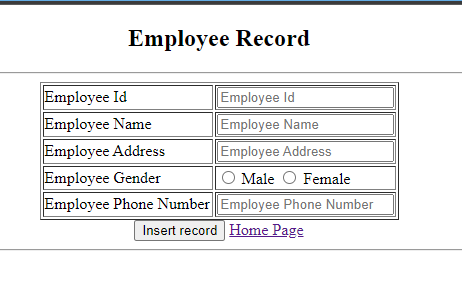 Employee Record
Employee Id Employee Id
Employee Name Employee Name
Employee Address Employee Address
Employee Gender Male Female
Employee Phone Number Employee Phone Number
Insert record Home Page